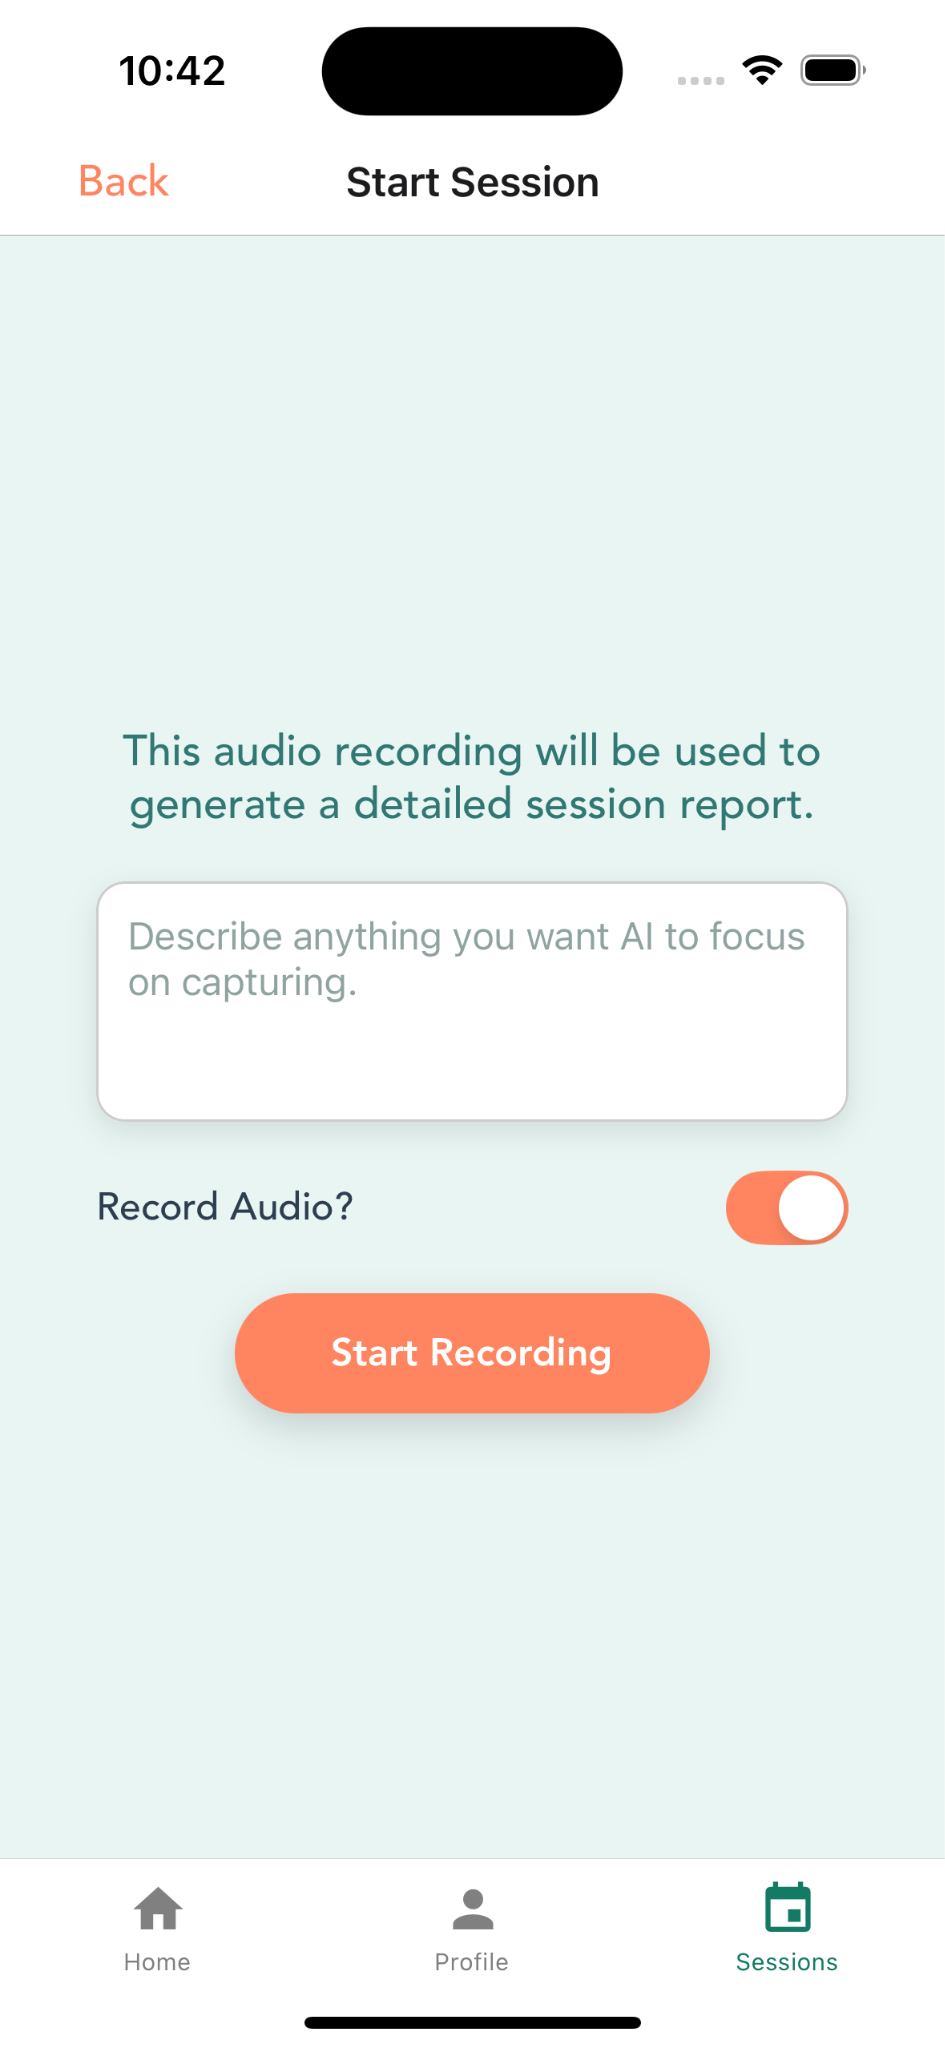 10:42
Back
Start Session
This audio recording will be used to
generate a detailed session report.
Describe anything you want AI to focus
on capturing.
Record Audio?
Start Recording
Home
Profile
Sessions